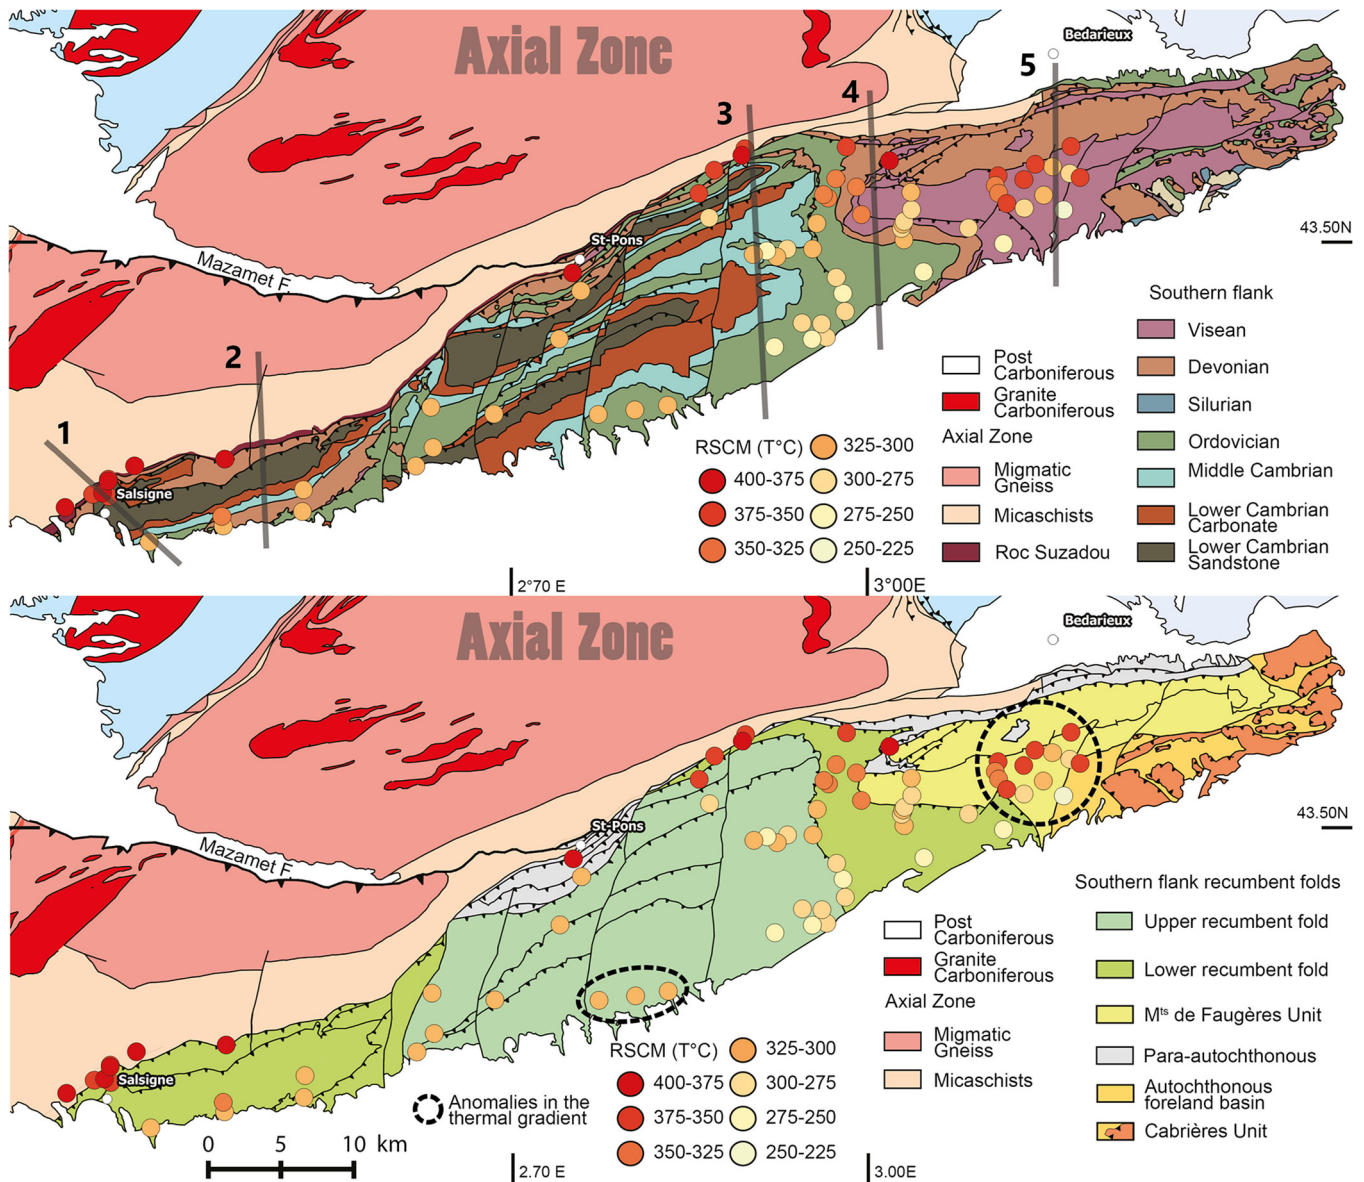 Axial Zone
Bedarieux
5
4
3
St-Pons
43.50N
Mazamet F.
2
1
Salsigne
Southern flank
Visean
Devonian
Silurian
Ordovician
Middle Cambrian
Lower Cambrian
Carbonate
Lower Cambrian
Sandstone
Post
Carboniferous
Granite
Carboniferous
Axial Zone
Migmatic
Gneiss
Micaschists
Roc Suzadou
RSCM (T°C)
400-375
375-350
350-325
325-300
300-275
275-250
250-225
2°70 E
3°00E
Axial Zone
Bedarieux
St-Pons
43.50N
Mazamet F.
Salsigne
Southern flank recumbent folds
Upper recumbent fold
Lower recumbent fold
Mts de Faugères Unit
Para-autochthonous
Autochthonous
foreland basin
Cabrières Unit
Post
Carboniferous
Granite
Carboniferous
Axial Zone
Migmatic
Gneiss
Micaschists
RSCM (T°C)
400-375
375-350
350-325
325-300
300-275
275-250
250-225
Anomalies in the
thermal gradient
0 5 10 km
2.70 E
3.00E